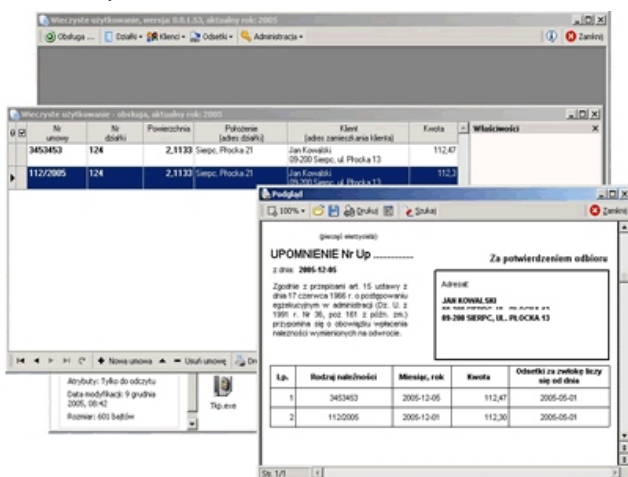 Wieczyste użytkowanie, wersja: 0.0.1.53, aktualny rok: 2005
Obsługa ... Działki Klienci Odsetki Administracja Zamknij
Wieczyste użytkowanie - obsługa, aktualny rok: 2005
Nr umowy Nr działki Powierzchnia Położenie (adres działki) Klient (adres zamieszkania klienta) Kwota Właściwości
3453453 124 2,1133 Sierpc, Płocka 21 Jan Kowalski 112,47
09-200 Sierpc, ul. Płocka 13
112/2005 124 2,1133 Sierpc, Płocka 21 Jan Kowalski 112,3
09-200 Sierpc, ul. Płocka 13
Nowa umowa Usuń umowę
Atrybuty: Tylko do odczytu
Data modyfikacji: 9 grudnia
2005, 08:42
Rozmiar: 601 bajtów
Tkp.exe
Podgląd
100% Drukuj Szukaj Zamknij
(pieczęć wierzyciela)
UPOMNIENIE Nr Up ............
Za potwierdzeniem odbioru
z dnia: 2005-12-05
Zgodnie z przepisami art. 15 ustawy z
dnia 17 czerwca 1966 r. o postępowaniu
egzekucyjnym w administracji (Dz. U. z
1991 r. Nr 36, poz 161 z późn. zm.)
przypomina się o obowiązku wpłacenia
należności wymienionych na odwrocie.
Adresat:
JAN KOWALSKI
09-200 SIERPC, UL. PŁOCKA 13
Lp. Rodzaj należności Miesiąc, rok Kwota Odsetki za zwłokę liczy się od dnia
1 3453453 2005-12-05 112,47 2005-05-01
2 112/2005 2005-12-01 112,30 2005-05-01
Str. 1/1